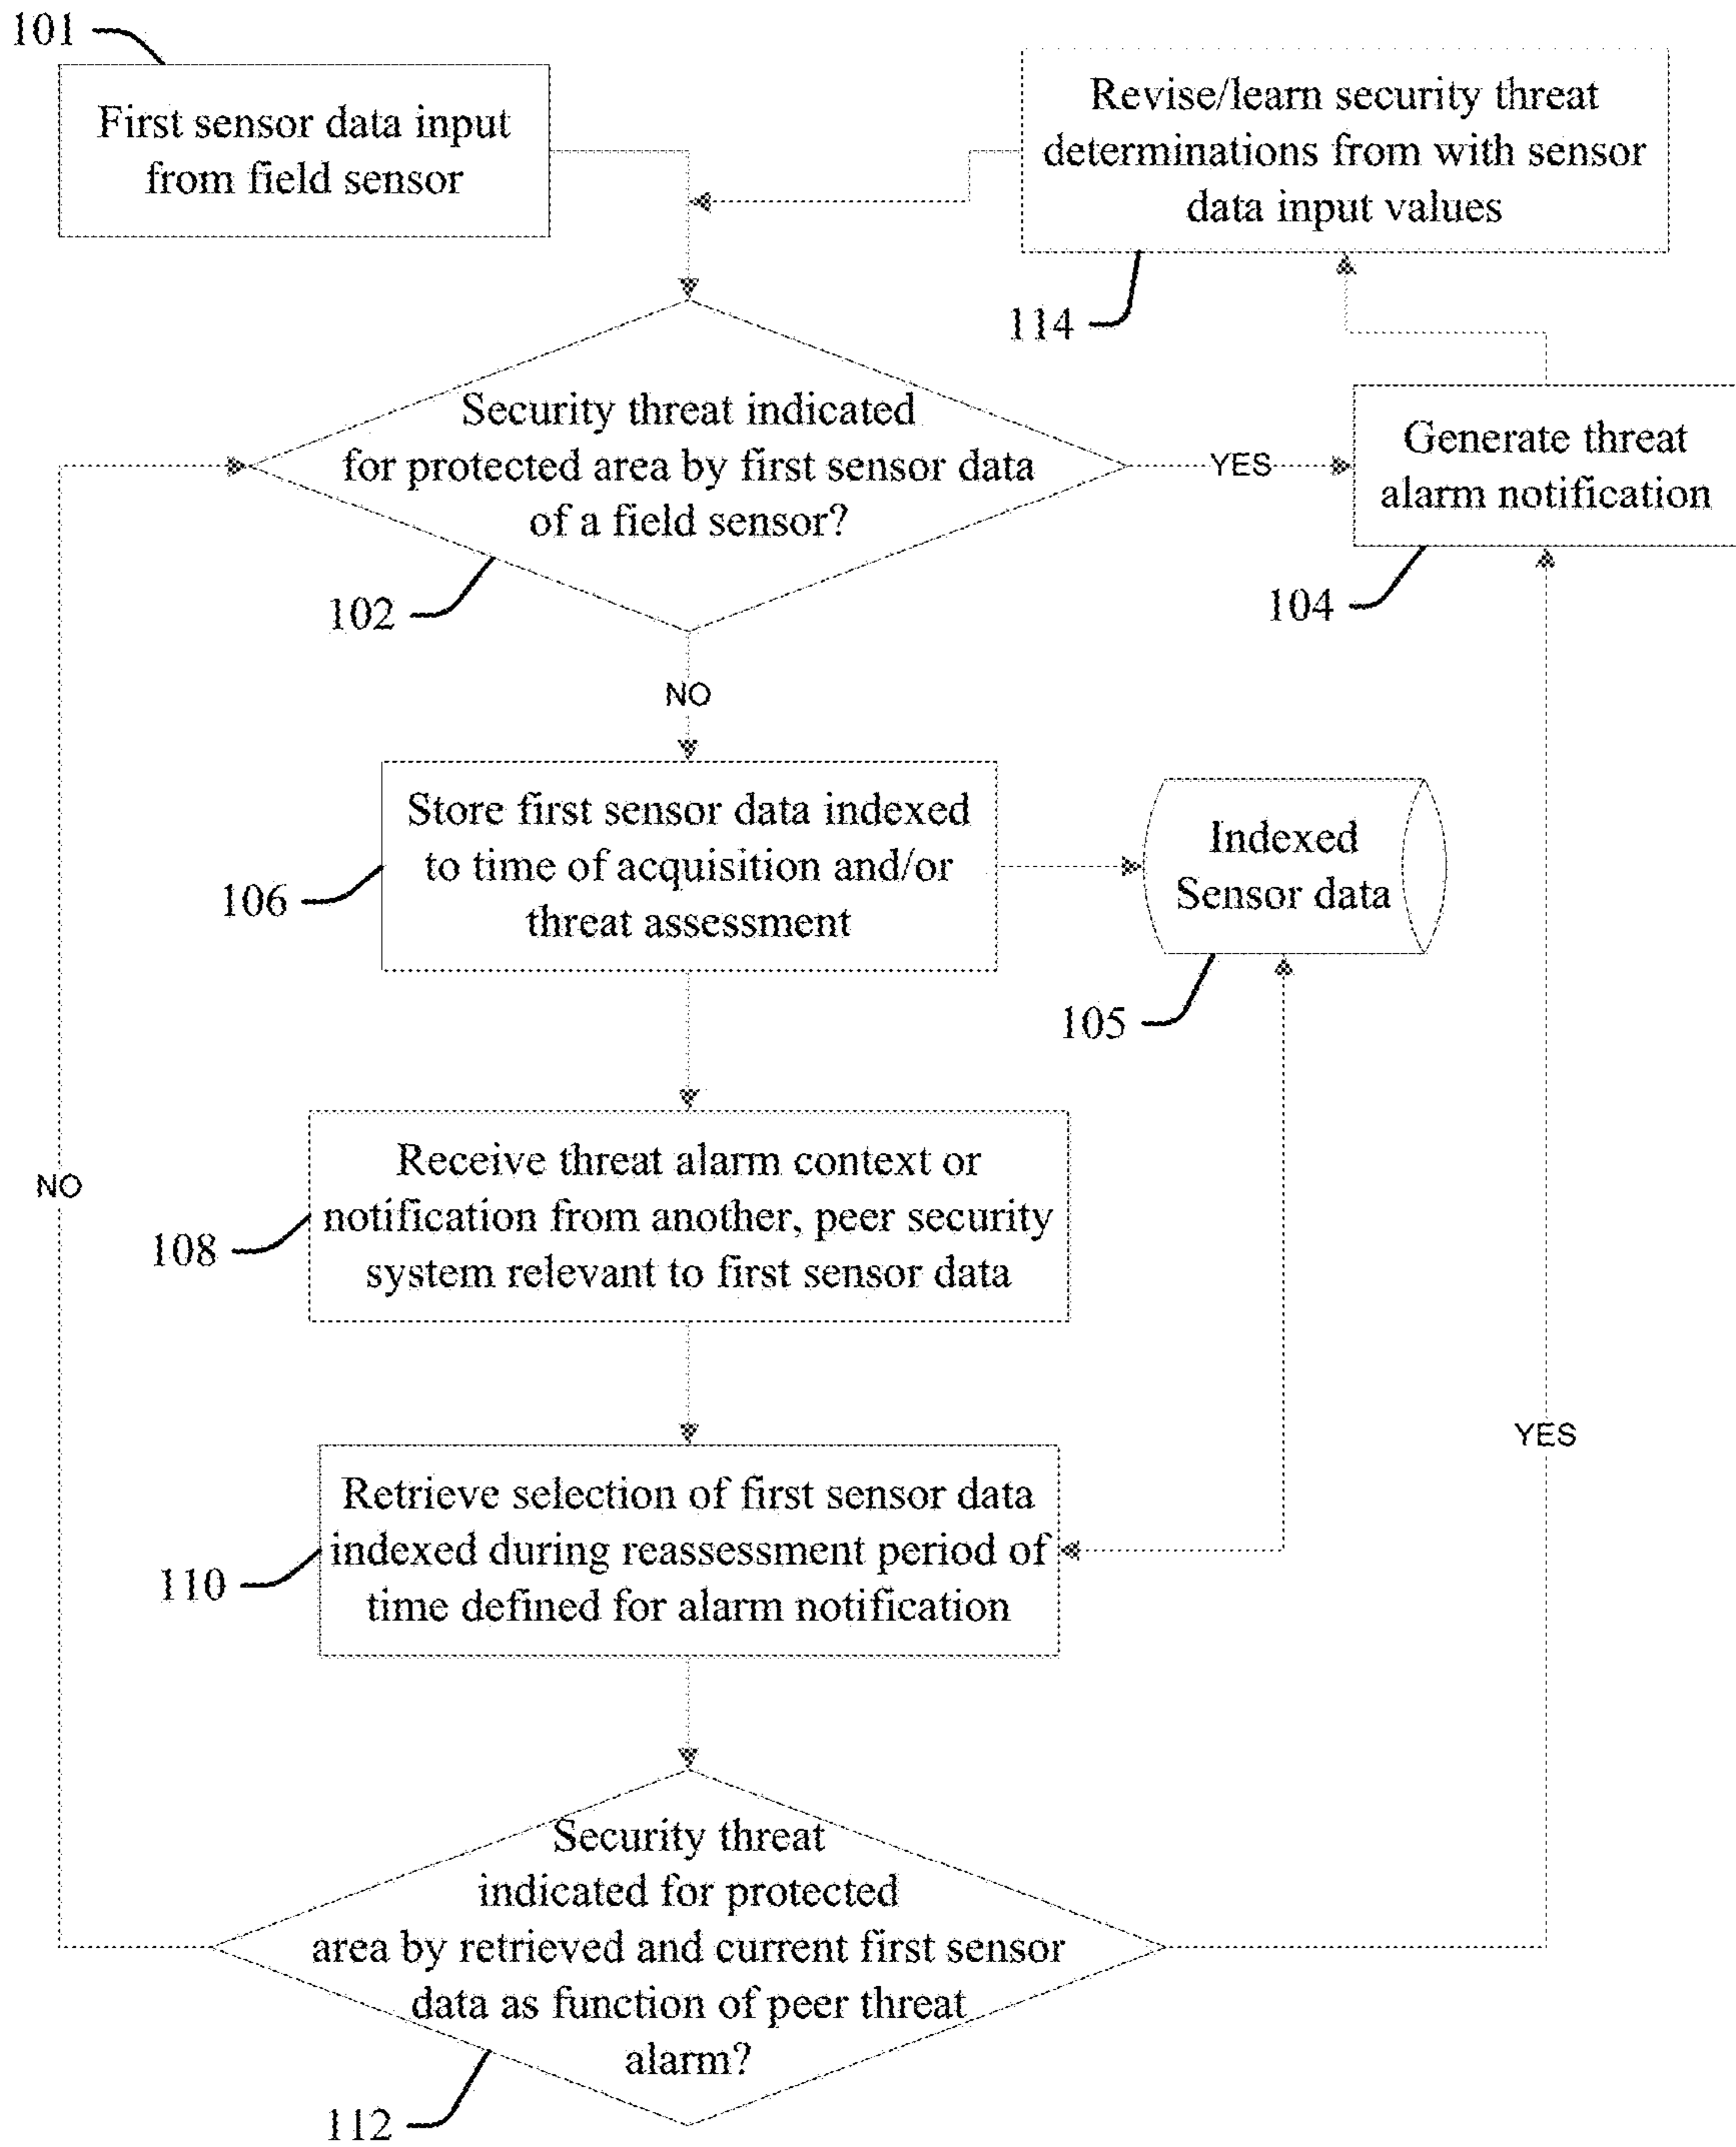 101
First sensor data input
from field sensor
Revise/learn security threat
determinations from with sensor
data input values
114
Security threat indicated
for protected area by first sensor data
of a field sensor?
102
YES
Generate threat
alarm notification
104
NO
Store first sensor data indexed
to time of acquisition and/or
threat assessment
106
Indexed
Sensor data
105
Receive threat alarm context or
notification from another, peer security
system relevant to first sensor data
108
NO
Retrieve selection of first sensor data
indexed during reassessment period of
time defined for alarm notification
110
YES
Security threat
indicated for protected
area by retrieved and current first sensor
data as function of peer threat
alarm?
112